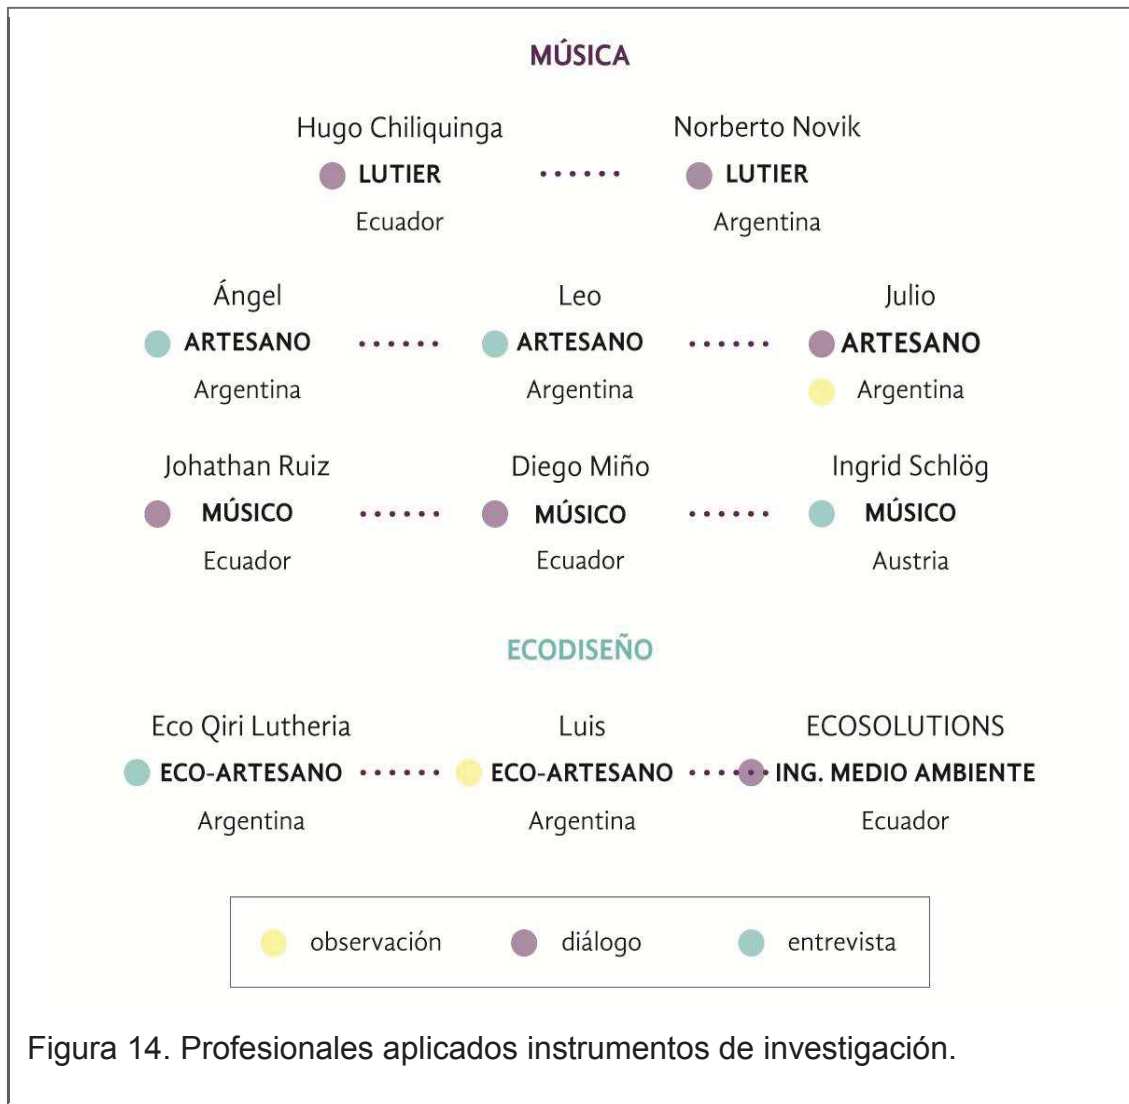 MÚSICA
Hugo Chiliquinga
Norberto Novik
LUTIER
LUTIER
Ecuador
Argentina
Ángel
Leo
Julio
ARTESANO
ARTESANO
ARTESANO
Argentina
Argentina
Argentina
Johathan Ruiz
Diego Miño
Ingrid Schlög
MÚSICO
MÚSICO
MÚSICO
Ecuador
Ecuador
Austria
ECODISEÑO
Eco Qiri Lutheria
Luis
ECOSOLUTIONS
ECO-ARTESANO
ECO-ARTESANO
ING. MEDIO AMBIENTE
Argentina
Argentina
Ecuador
observación
diálogo
entrevista
Figura 14. Profesionales aplicados instrumentos de investigación.